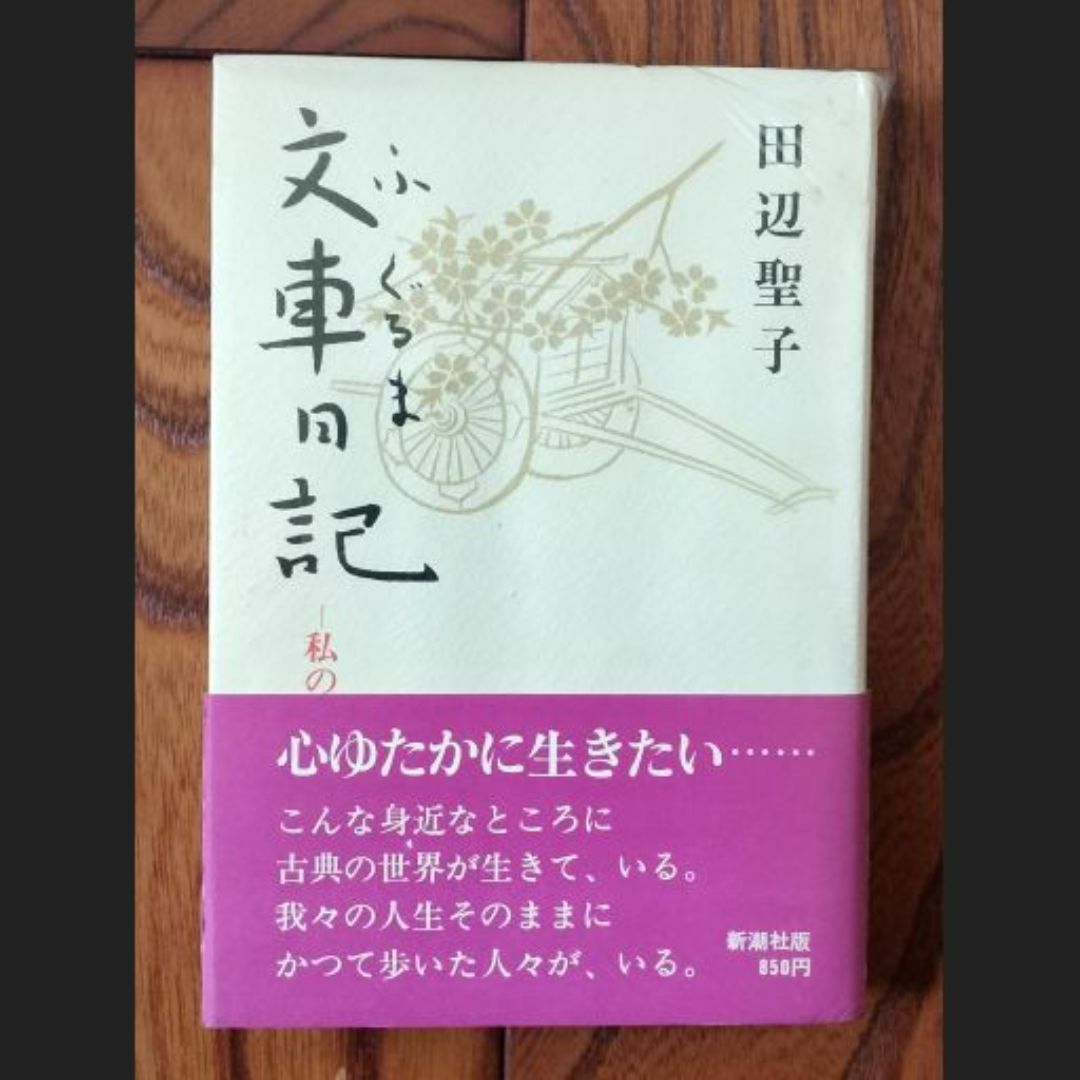 田辺聖子
文車日記
ふぐるま
―私の
心ゆたかに生きたい……
こんな身近なところに
古典の世界が生きて、いる。
我々の人生そのままに
かつて歩いた人々が、いる。
新潮社版
850円